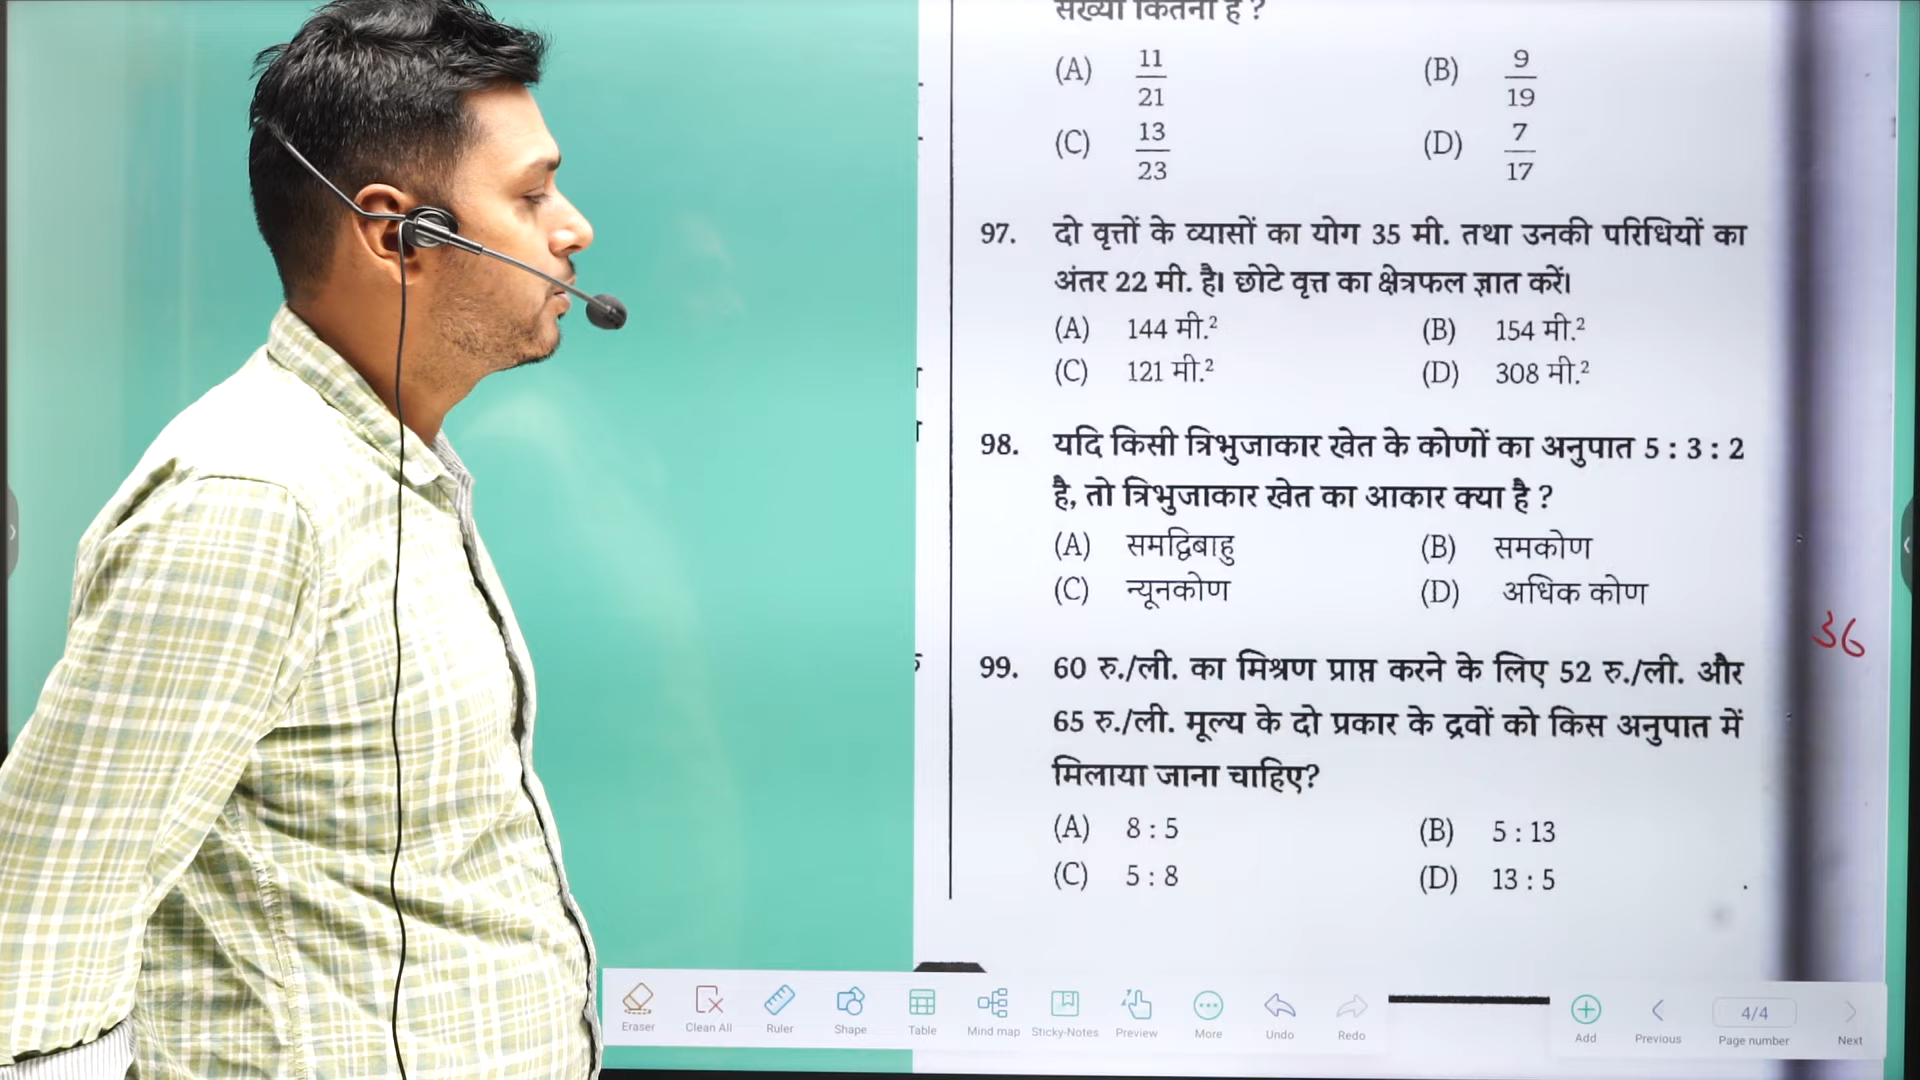 संख्या कितनी है ?
(A) 11/21 (B) 9/19
(C) 13/23 (D) 7/17
97. दो वृत्तों के व्यासों का योग 35 मी. तथा उनकी परिधियों का
अंतर 22 मी. है। छोटे वृत्त का क्षेत्रफल ज्ञात करें।
(A) 144 मी.² (B) 154 मी.²
(C) 121 मी.² (D) 308 मी.²
98. यदि किसी त्रिभुजाकार खेत के कोणों का अनुपात 5 : 3 : 2
है, तो त्रिभुजाकार खेत का आकार क्या है ?
(A) समद्विबाहु (B) समकोण
(C) न्यूनकोण (D) अधिक कोण
36
99. 60 रु./ली. का मिश्रण प्राप्त करने के लिए 52 रु./ली. और
65 रु./ली. मूल्य के दो प्रकार के द्रवों को किस अनुपात में
मिलाया जाना चाहिए?
(A) 8 : 5 (B) 5 : 13
(C) 5 : 8 (D) 13 : 5
Eraser Clean All Ruler Shape Table Mind map Sticky-Notes Preview More Undo Redo Add Previous 4/4 Page number Next